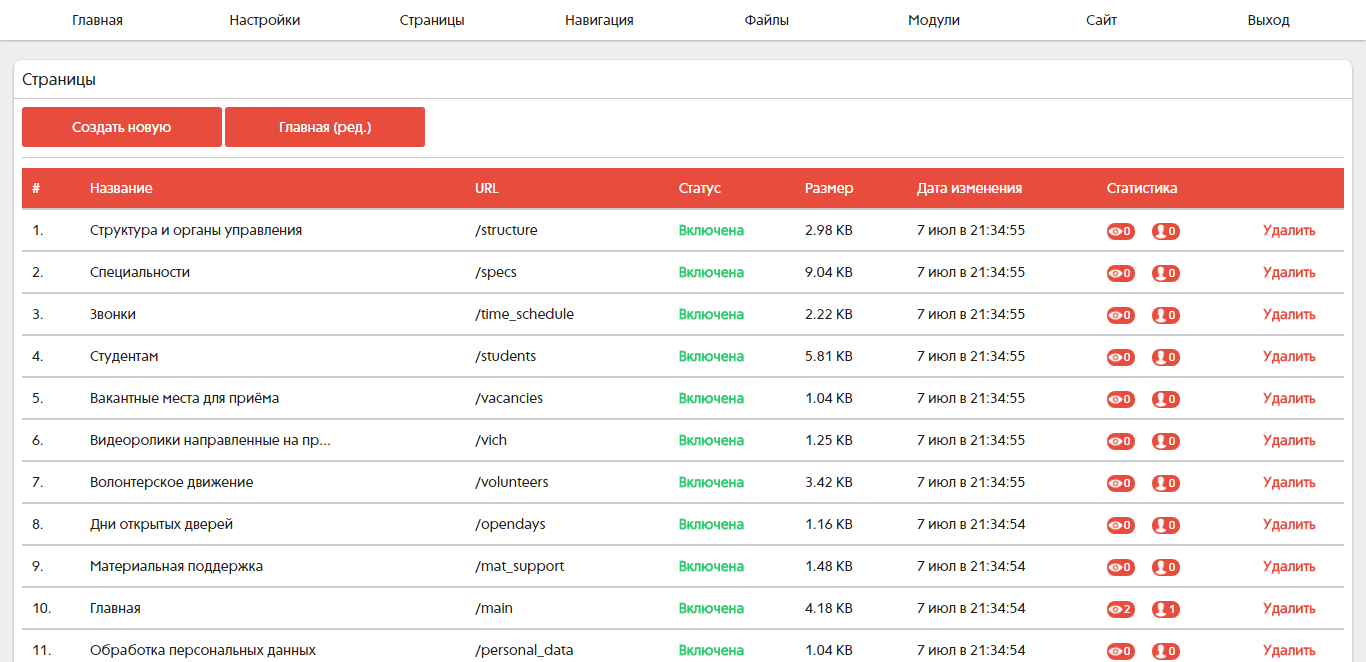 Главная Настройки Страницы Навигация Файлы Модули Сайт Выход
Страницы
Создать новую Главная (ред.)
# Название URL Статус Размер Дата изменения Статистика
1. Структура и органы управления /structure Включена 2.98 KB 7 июл в 21:34:55 0 0 Удалить
2. Специальности /specs Включена 9.04 KB 7 июл в 21:34:55 0 0 Удалить
3. Звонки /time_schedule Включена 2.22 KB 7 июл в 21:34:55 0 0 Удалить
4. Студентам /students Включена 5.81 KB 7 июл в 21:34:55 0 0 Удалить
5. Вакантные места для приёма /vacancies Включена 1.04 KB 7 июл в 21:34:55 0 0 Удалить
6. Видеоролики направленные на пр... /vich Включена 1.25 KB 7 июл в 21:34:55 0 0 Удалить
7. Волонтерское движение /volunteers Включена 3.42 KB 7 июл в 21:34:55 0 0 Удалить
8. Дни открытых дверей /opendays Включена 1.16 KB 7 июл в 21:34:54 0 0 Удалить
9. Материальная поддержка /mat_support Включена 1.48 KB 7 июл в 21:34:54 0 0 Удалить
10. Главная /main Включена 4.18 KB 7 июл в 21:34:54 2 1 Удалить
11. Обработка персональных данных /personal_data Включена 1.04 KB 7 июл в 21:34:54 0 0 Удалить